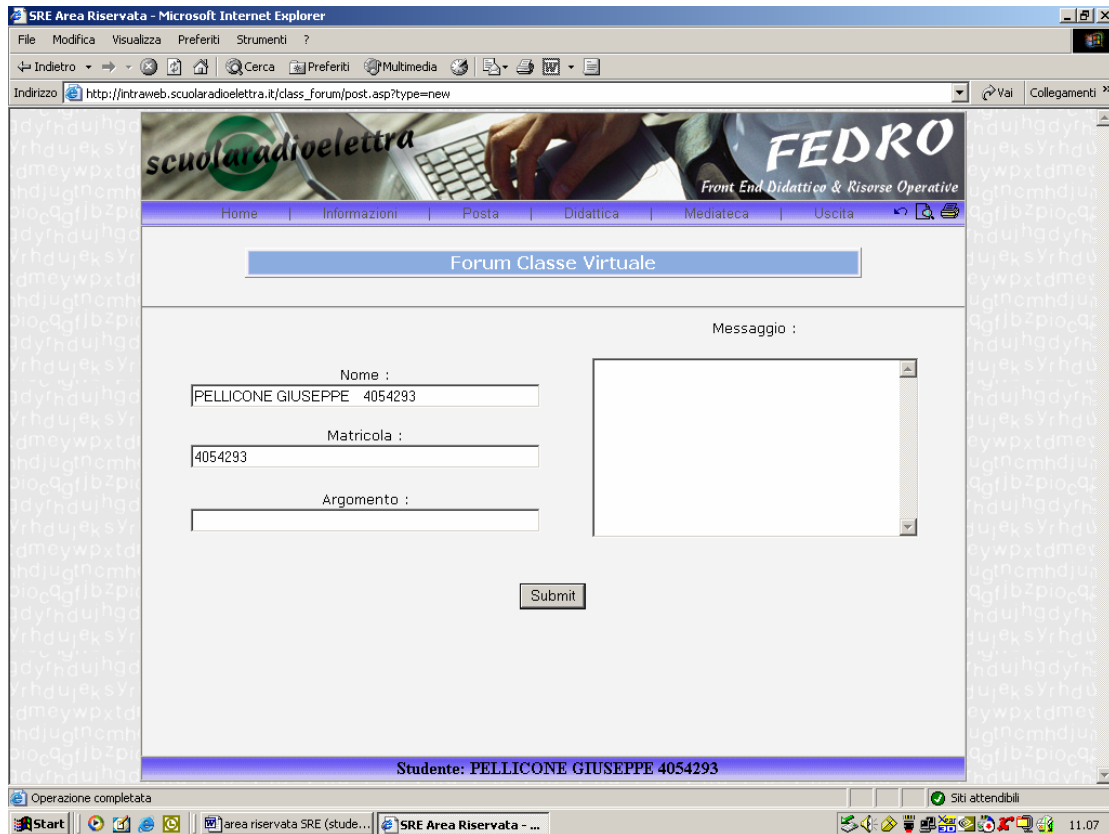 SRE Area Riservata - Microsoft Internet Explorer
File Modifica Visualizza Preferiti Strumenti ?
Indietro Cerca Preferiti Multimedia
Indirizzo http://intraweb.scuolaradioelettra.it/class_forum/post.asp?type=new Vai Collegamenti »
scuolaradioelettra
FEDRO
Front End Didattico & Risorse Operative
Home | Informazioni | Posta | Didattica | Mediateca | Uscita
Forum Classe Virtuale
Messaggio :
Nome :
PELLICONE GIUSEPPE 4054293
Matricola :
4054293
Argomento :
Submit
Studente: PELLICONE GIUSEPPE 4054293
Operazione completata Siti attendibili
Start area riservata SRE (stude... SRE Area Riservata - ... 11.07